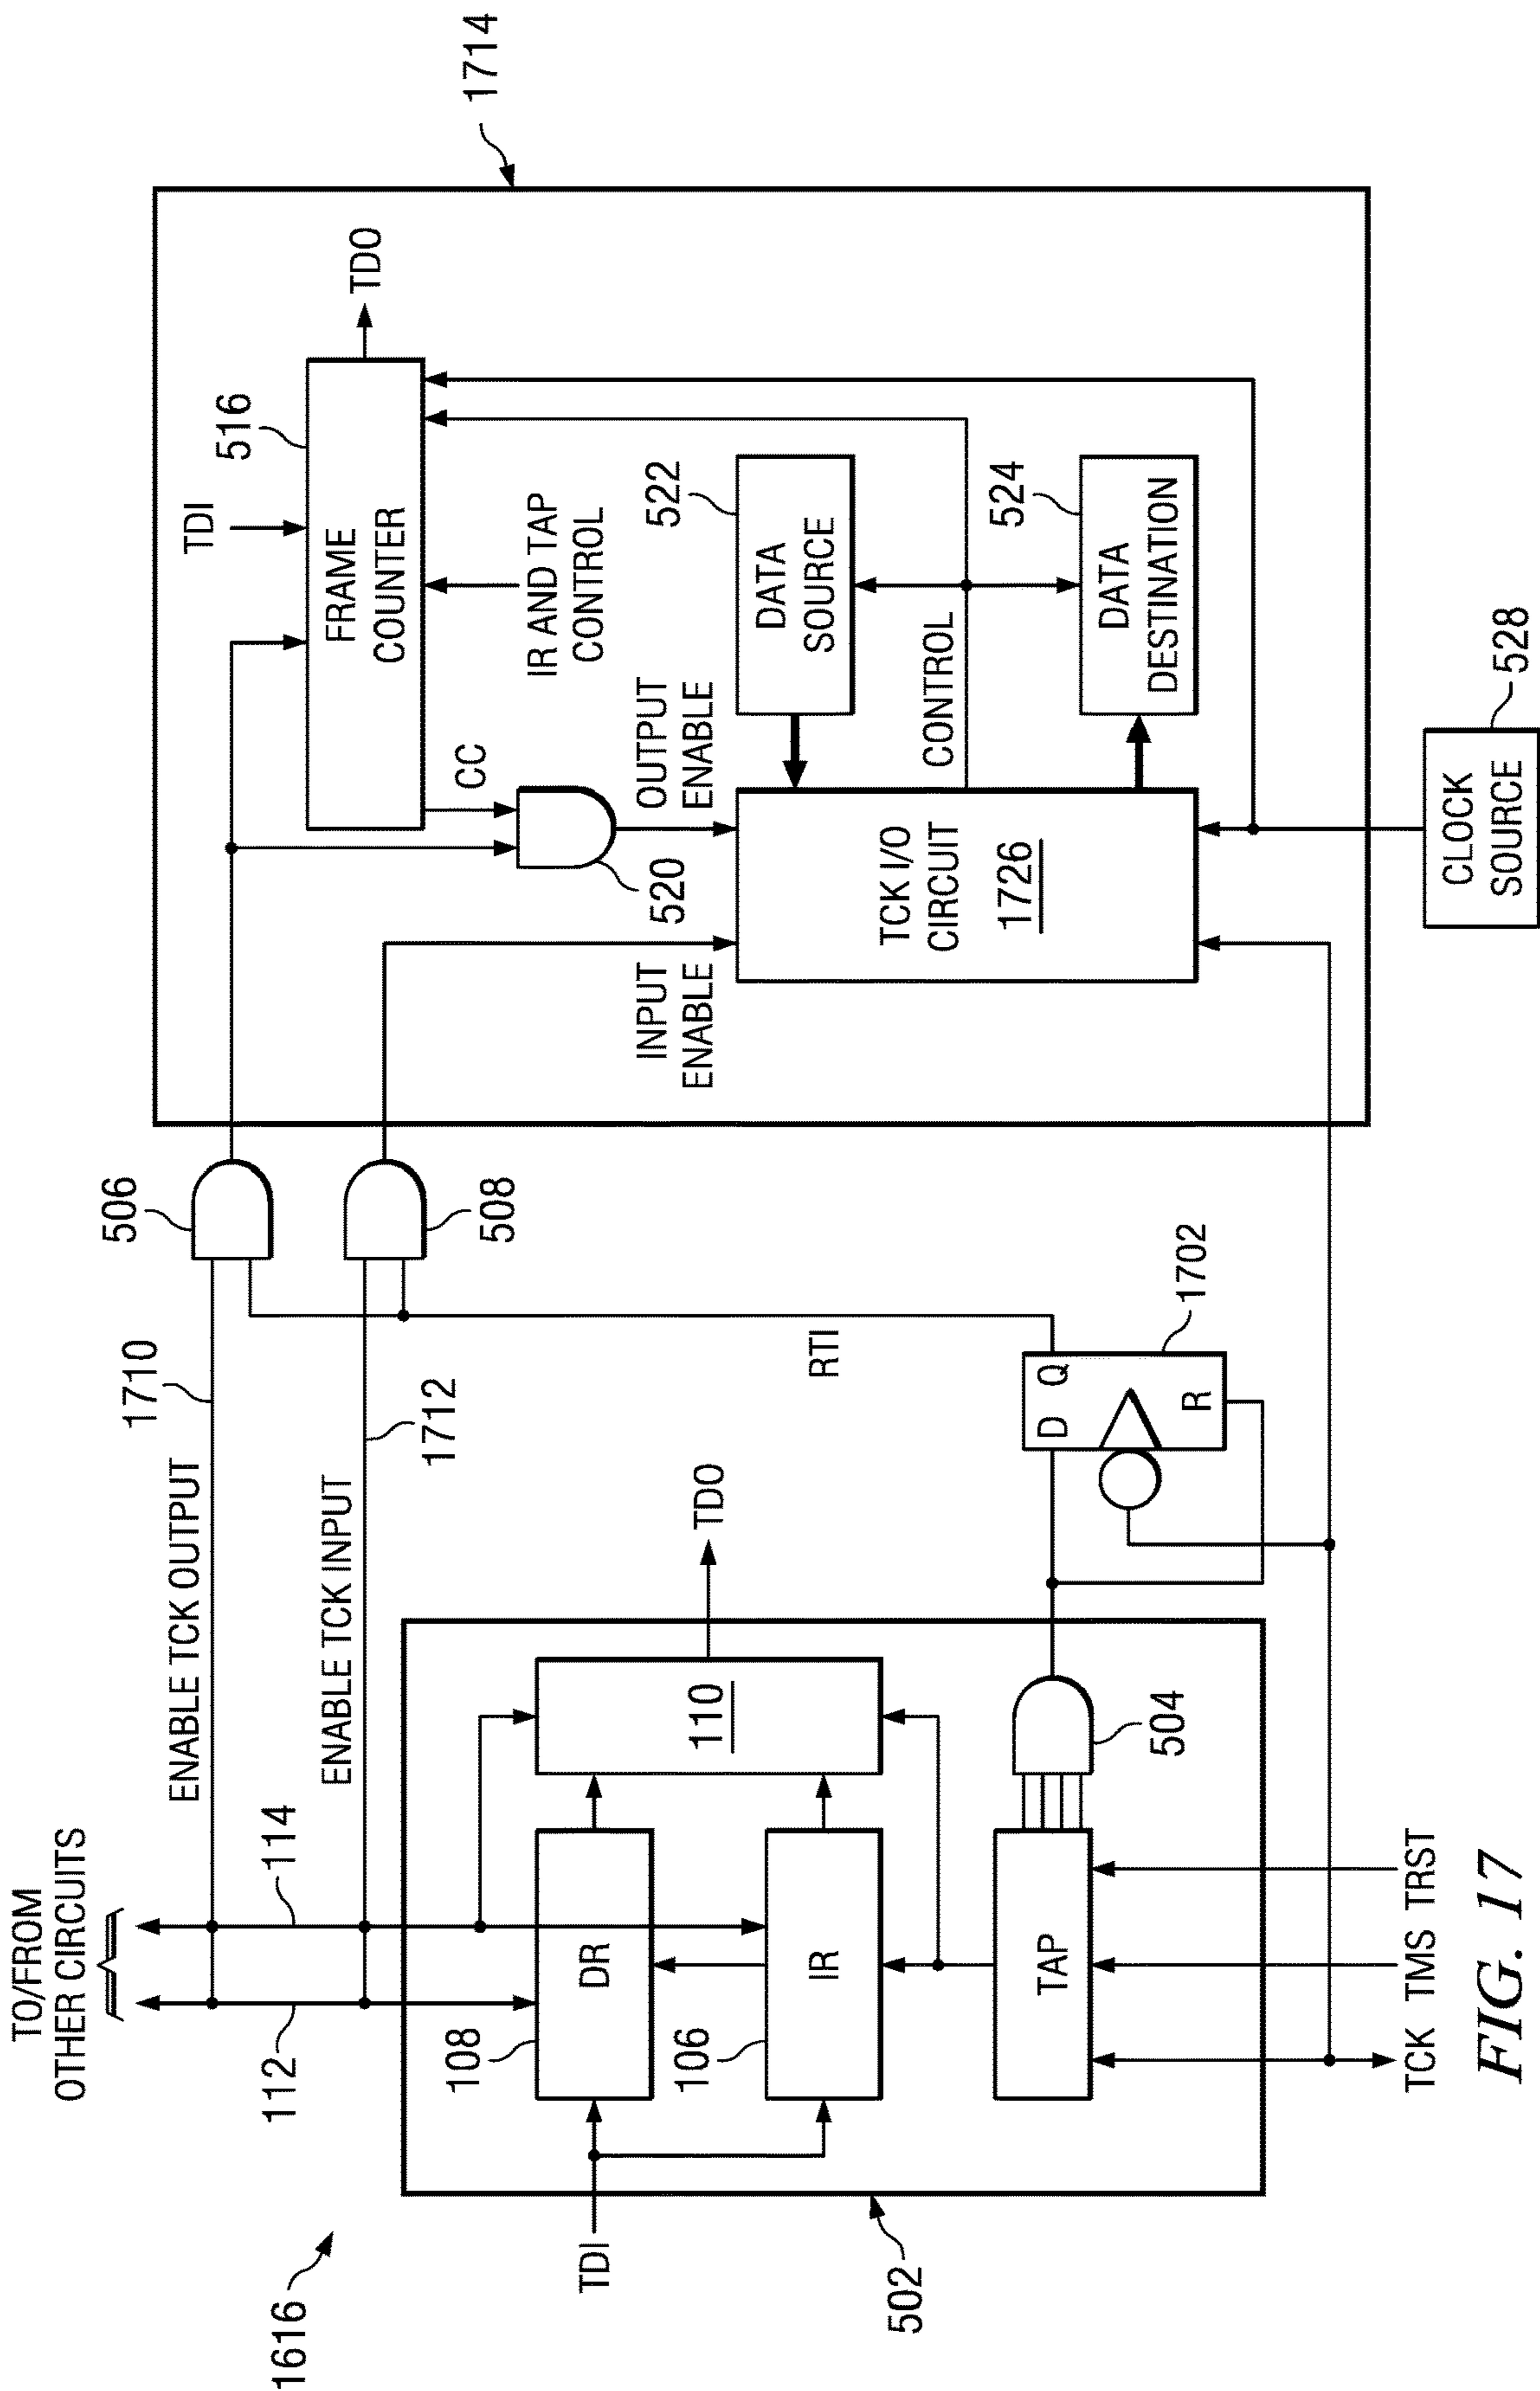 1616
TO/FROM
OTHER CIRCUITS
112
114
ENABLE TCK OUTPUT
1710
506
ENABLE TCK INPUT
1712
508
TDI
108
DR
106
IR
110
TDO
TAP
504
502
D Q
R
1702
RTI
TCK TMS TRST
1714
TDI
516
TDO
FRAME
COUNTER
CC
IR AND TAP
CONTROL
520
INPUT
ENABLE
OUTPUT
ENABLE
522
DATA
SOURCE
TCK I/O
CIRCUIT
1726
CONTROL
524
DATA
DESTINATION
CLOCK
SOURCE
528
FIG. 17